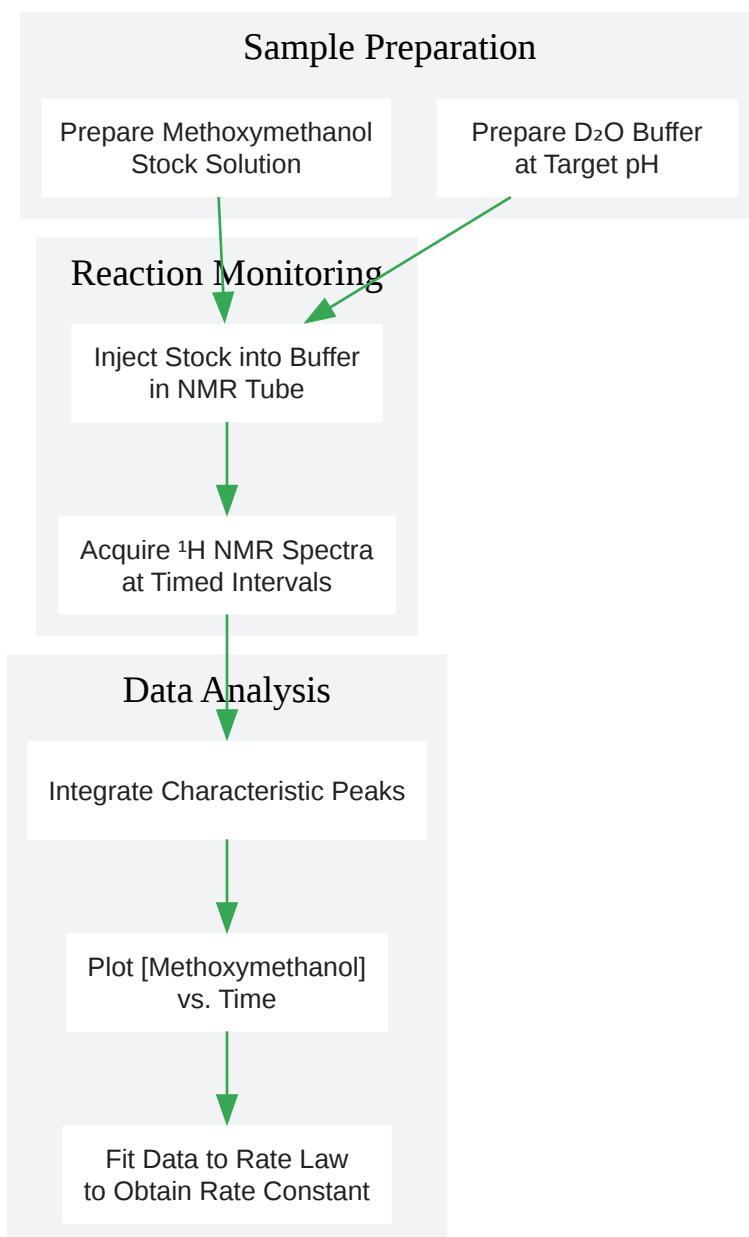 Sample Preparation
Prepare Methoxymethanol
Stock Solution
Prepare D₂O Buffer
at Target pH
Reaction Monitoring
Inject Stock into Buffer
in NMR Tube
Acquire ¹H NMR Spectra
at Timed Intervals
Data Analysis
Integrate Characteristic Peaks
Plot [Methoxymethanol]
vs. Time
Fit Data to Rate Law
to Obtain Rate Constant